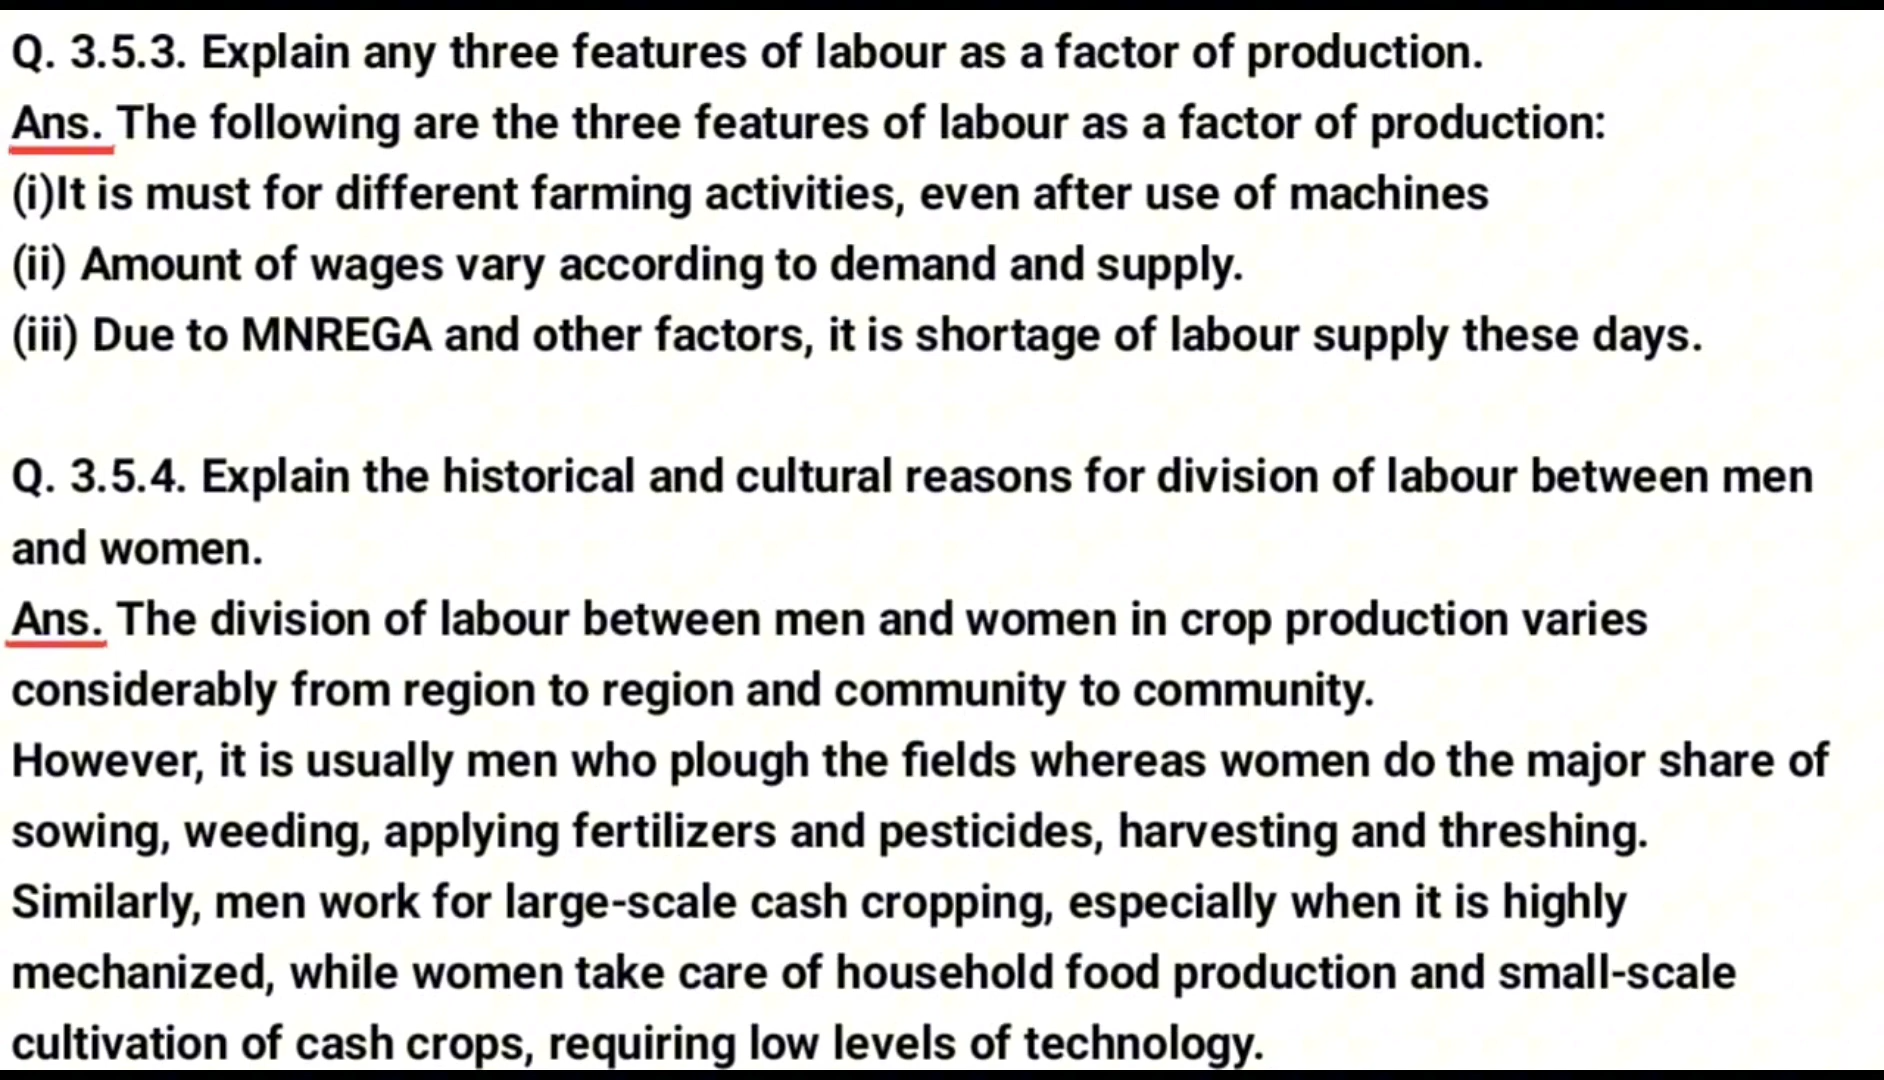 Q. 3.5.3. Explain any three features of labour as a factor of production.
Ans. The following are the three features of labour as a factor of production:
(i)It is must for different farming activities, even after use of machines
(ii) Amount of wages vary according to demand and supply.
(iii) Due to MNREGA and other factors, it is shortage of labour supply these days.
Q. 3.5.4. Explain the historical and cultural reasons for division of labour between men
and women.
Ans. The division of labour between men and women in crop production varies
considerably from region to region and community to community.
However, it is usually men who plough the fields whereas women do the major share of
sowing, weeding, applying fertilizers and pesticides, harvesting and threshing.
Similarly, men work for large-scale cash cropping, especially when it is highly
mechanized, while women take care of household food production and small-scale
cultivation of cash crops, requiring low levels of technology.